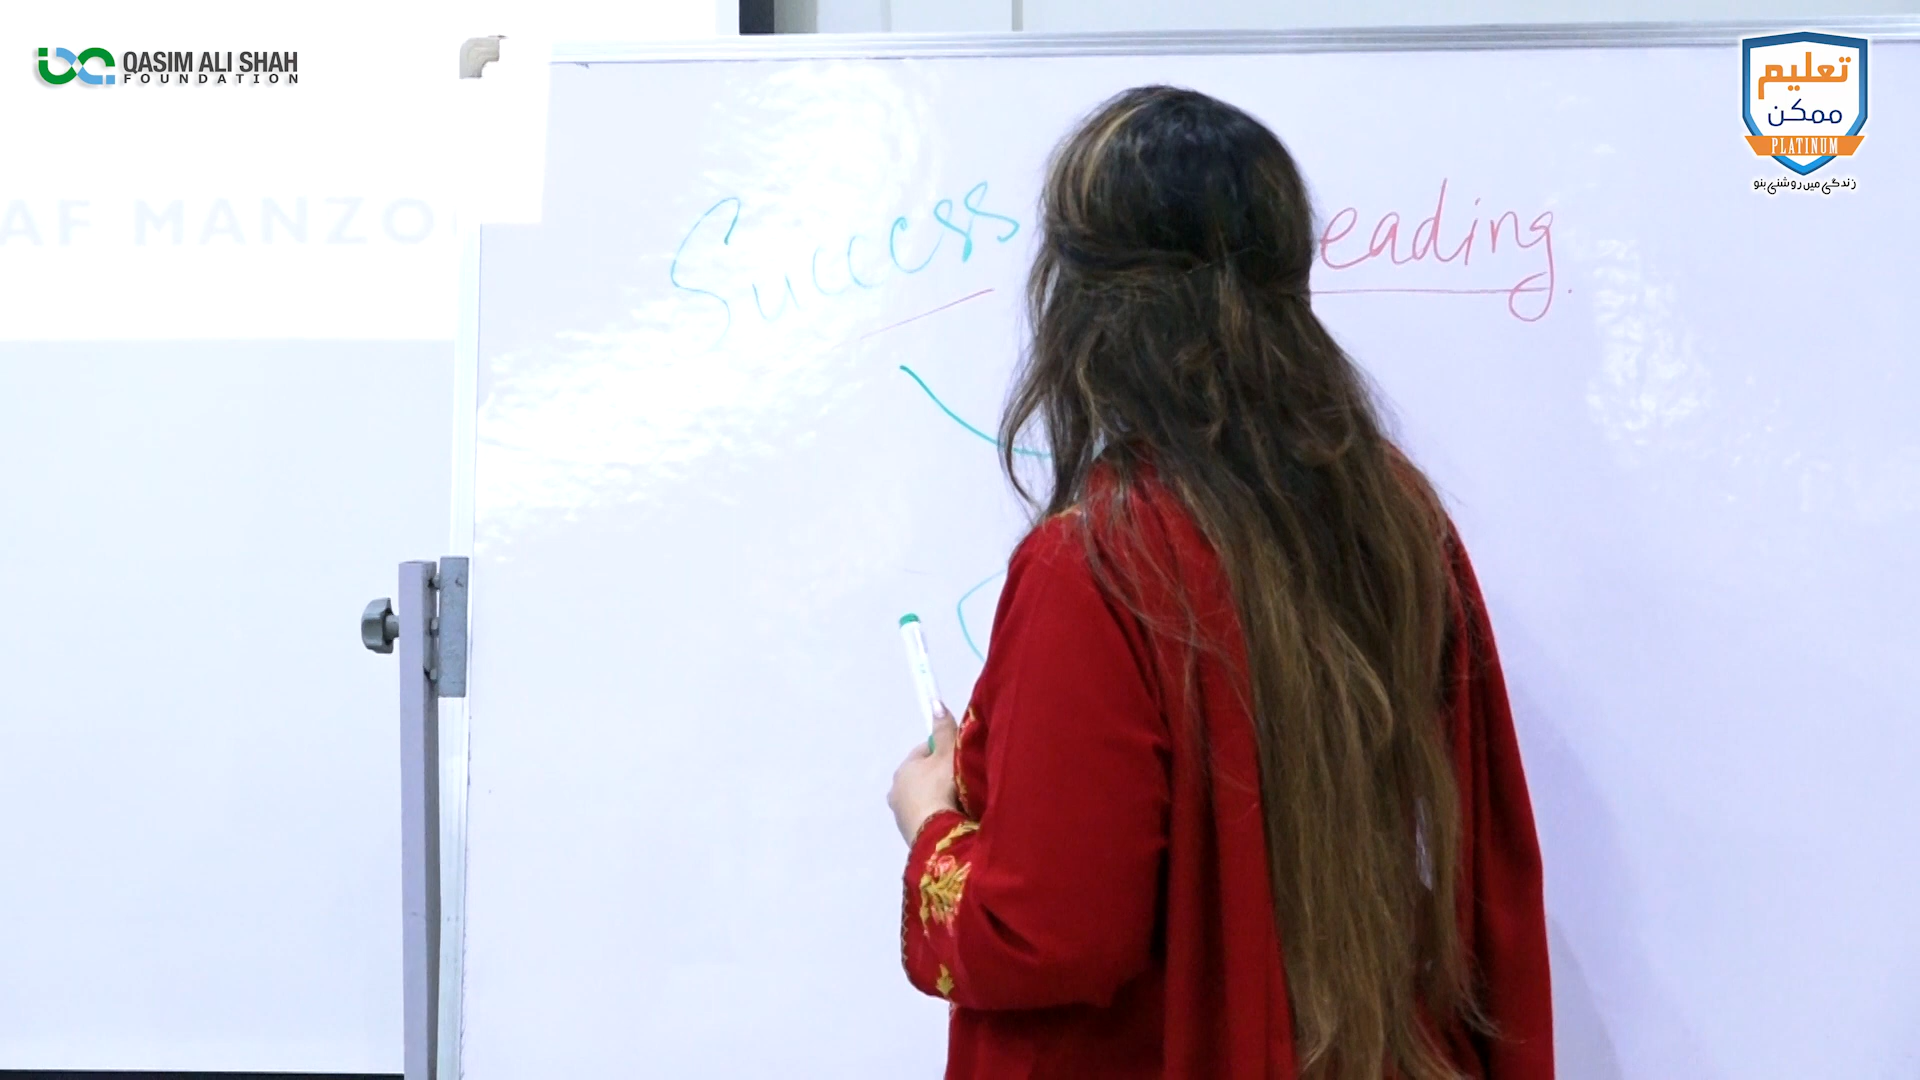 QASIM ALI SHAH
FOUNDATION
تعلیم
ممکن
PLATINUM
زندگی میں روشنی بنو
AF MANZO
Success
eading.